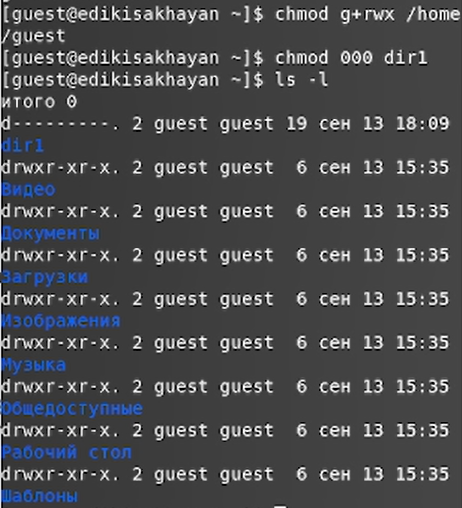 [guest@edikisakhayan ~]$ chmod g+rwx /home
/guest
[guest@edikisakhayan ~]$ chmod 000 dir1
[guest@edikisakhayan ~]$ ls -l
итого 0
d---------. 2 guest guest 19 сен 13 18:09
dir1
drwxr-xr-x. 2 guest guest  6 сен 13 15:35
Видео
drwxr-xr-x. 2 guest guest  6 сен 13 15:35
Документы
drwxr-xr-x. 2 guest guest  6 сен 13 15:35
Загрузки
drwxr-xr-x. 2 guest guest  6 сен 13 15:35
Изображения
drwxr-xr-x. 2 guest guest  6 сен 13 15:35
Музыка
drwxr-xr-x. 2 guest guest  6 сен 13 15:35
Общедоступные
drwxr-xr-x. 2 guest guest  6 сен 13 15:35
Рабочий стол
drwxr-xr-x. 2 guest guest  6 сен 13 15:35
Шаблоны